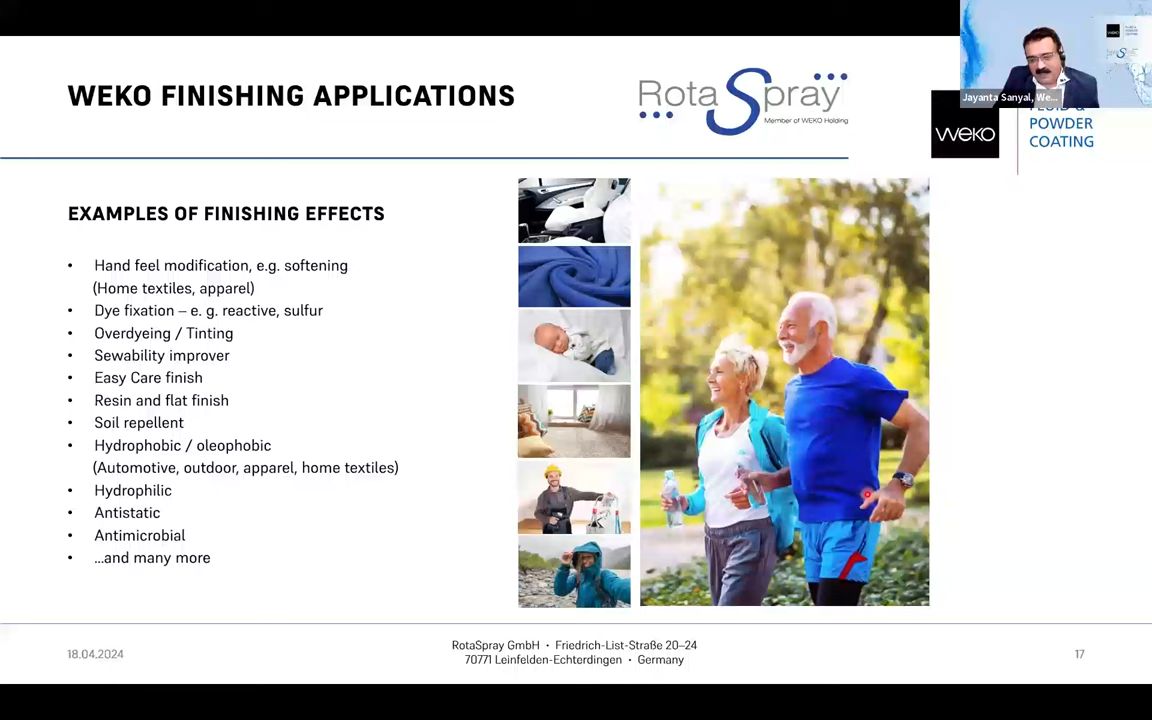 WEKO FINISHING APPLICATIONS
RotaSpray
Member of WEKO Holding
Jayanta Sanyal, We...
weko
POWDER
COATING
EXAMPLES OF FINISHING EFFECTS
• Hand feel modification, e.g. softening
(Home textiles, apparel)
• Dye fixation – e. g. reactive, sulfur
• Overdyeing / Tinting
• Sewability improver
• Easy Care finish
• Resin and flat finish
• Soil repellent
• Hydrophobic / oleophobic
(Automotive, outdoor, apparel, home textiles)
• Hydrophilic
• Antistatic
• Antimicrobial
• ...and many more
18.04.2024
RotaSpray GmbH • Friedrich-List-Straße 20–24
70771 Leinfelden-Echterdingen • Germany
17